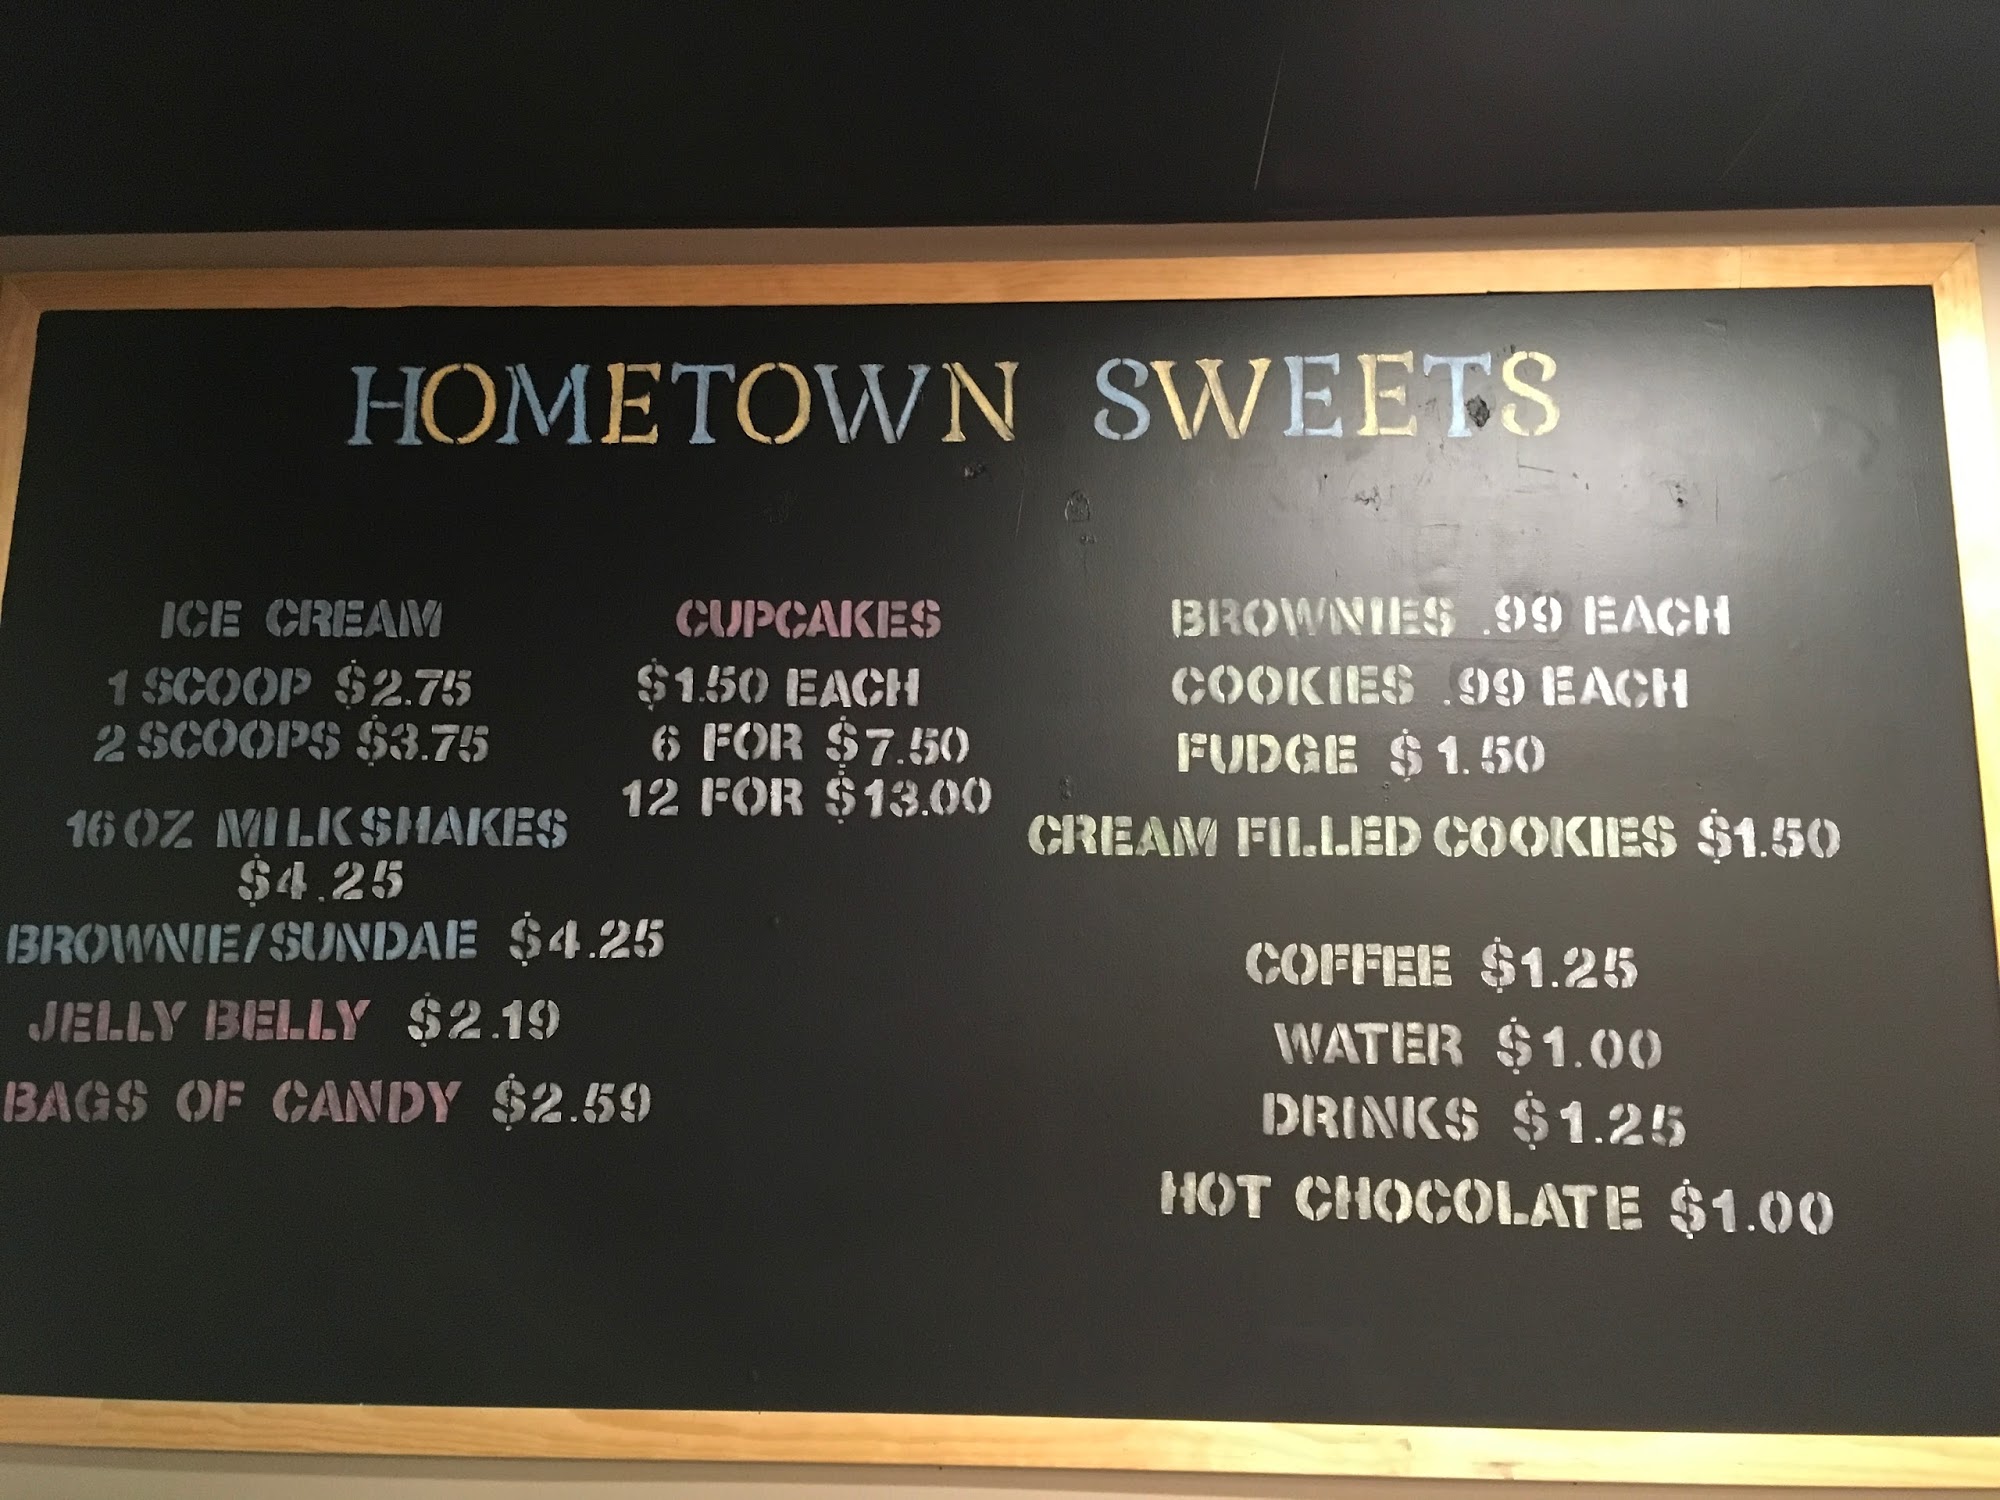 HOMETOWN SWEETS
ICE CREAM
1 SCOOP $2.75
2 SCOOPS $3.75
16 OZ MILKSHAKES
$4.25
BROWNIE/SUNDAE $4.25
JELLY BELLY $2.19
BAGS OF CANDY $2.59
CUPCAKES
$1.50 EACH
6 FOR $7.50
12 FOR $13.00
BROWNIES .99 EACH
COOKIES .99 EACH
FUDGE $1.50
CREAM FILLED COOKIES $1.50
COFFEE $1.25
WATER $1.00
DRINKS $1.25
HOT CHOCOLATE $1.00